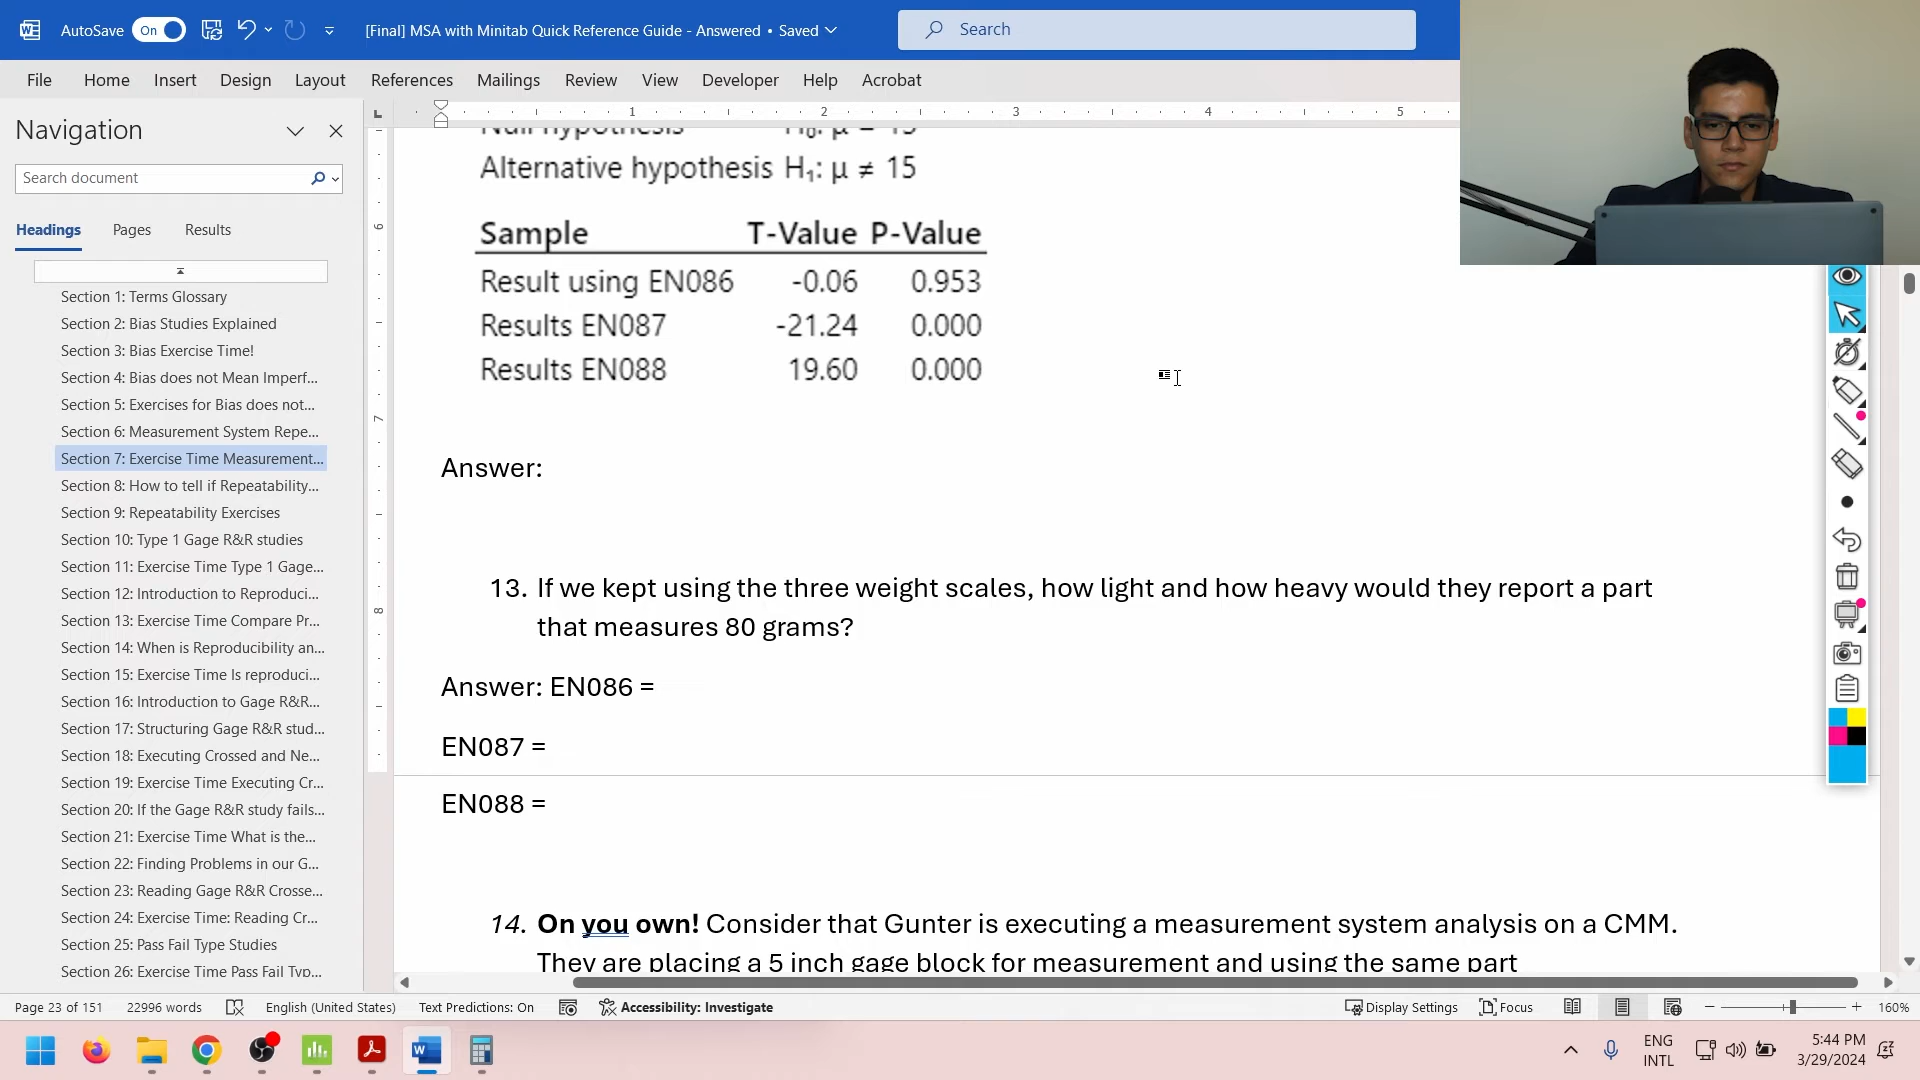 AutoSave On [Final] MSA with Minitab Quick Reference Guide - Answered • Saved Search
File Home Insert Design Layout References Mailings Review View Developer Help Acrobat
Navigation
Search document
Headings Pages Results
Section 1: Terms Glossary
Section 2: Bias Studies Explained
Section 3: Bias Exercise Time!
Section 4: Bias does not Mean Imperf...
Section 5: Exercises for Bias does not...
Section 6: Measurement System Repe...
Section 7: Exercise Time Measurement...
Section 8: How to tell if Repeatability...
Section 9: Repeatability Exercises
Section 10: Type 1 Gage R&R studies
Section 11: Exercise Time Type 1 Gage...
Section 12: Introduction to Reproduci...
Section 13: Exercise Time Compare Pr...
Section 14: When is Reproducibility an...
Section 15: Exercise Time Is reproduci...
Section 16: Introduction to Gage R&R...
Section 17: Structuring Gage R&R stud...
Section 18: Executing Crossed and Ne...
Section 19: Exercise Time Executing Cr...
Section 20: If the Gage R&R study fails...
Section 21: Exercise Time What is the...
Section 22: Finding Problems in our G...
Section 23: Reading Gage R&R Crosse...
Section 24: Exercise Time: Reading Cr...
Section 25: Pass Fail Type Studies
Section 26: Exercise Time Pass Fail Typ...
1 2 3 4 5
6
7
8
Null hypothesis H₀: μ = 15
Alternative hypothesis H₁: μ ≠ 15
Sample T-Value P-Value
Result using EN086 -0.06 0.953
Results EN087 -21.24 0.000
Results EN088 19.60 0.000
Answer:
13. If we kept using the three weight scales, how light and how heavy would they report a part
that measures 80 grams?
Answer: EN086 =
EN087 =
EN088 =
14. On you own! Consider that Gunter is executing a measurement system analysis on a CMM.
They are placing a 5 inch gage block for measurement and using the same part
Page 23 of 151 22996 words English (United States) Text Predictions: On Accessibility: Investigate Display Settings Focus 160%
ENG
INTL
5:44 PM
3/29/2024